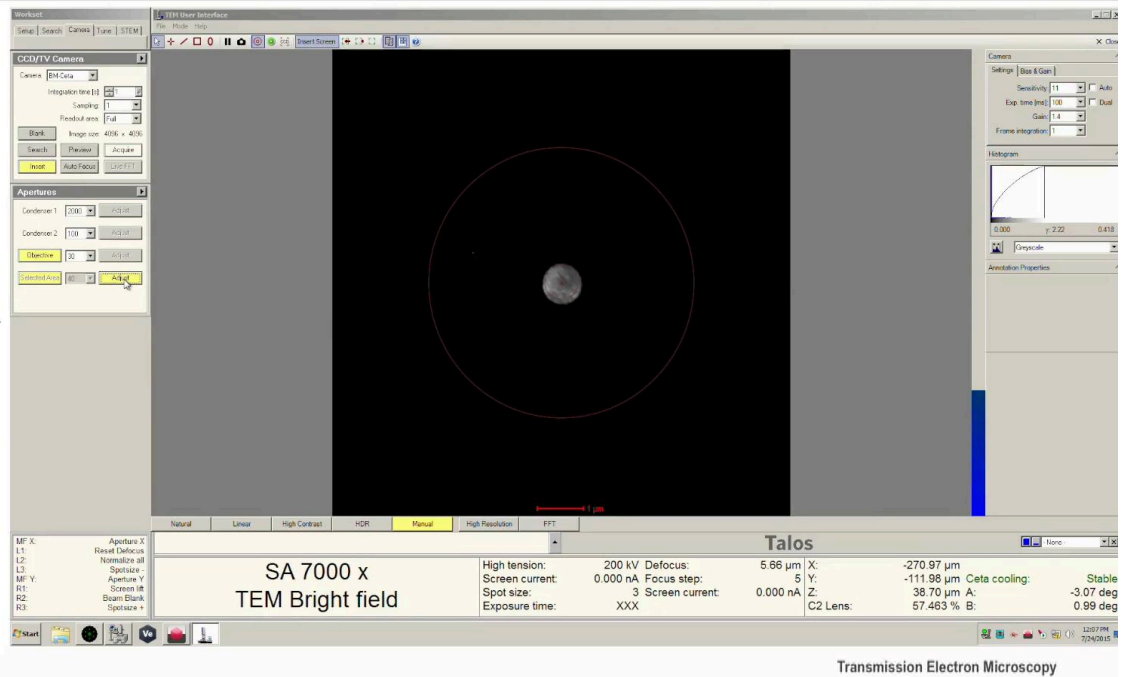 Workset
TEM User Interface
Setup Search Camera Tune STEM
File Mode Help
Insert Screen
CCD/TV Camera
Camera: BM-Ceta
Integration time [s] 1
Sampling: 1
Readout area: Full
Blank Image size: 4096 x 4096
Search Preview Acquire
Insert Auto Focus Live FFT
Apertures
Condenser 1 2000 Adjust
Condenser 2 100 Adjust
Objective 30 Adjust
Selected Area 40 Adjust
MF X: Aperture X
L1: Reset Defocus
L2: Normalize all
L3: Spotsize -
MF Y: Aperture Y
R1: Screen lift
R2: Beam Blank
R3: Spotsize +
1 µm
Natural Linear High Contrast HDR Manual High Resolution FFT
X Clos
Camera
Settings Bias & Gain
Sensitivity: 11 Auto
Exp. time [ms]: 100 Dual
Gain: 1.4
Frame integration: 1
Histogram
0.000 γ: 2.22 0.418
Greyscale
Annotation Properties
Talos
None
SA 7000 x
TEM Bright field
High tension: 200 kV Defocus: 5.66 µm X: -270.97 µm
Screen current: 0.000 nA Focus step: 5 Y: -111.98 µm Ceta cooling: Stable
Spot size: 3 Screen current: 0.000 nA Z: 38.70 µm A: -3.07 deg
Exposure time: XXX C2 Lens: 57.463 % B: 0.99 deg
Start
Ve
12:07 PM
7/24/2015
Transmission Electron Microscopy